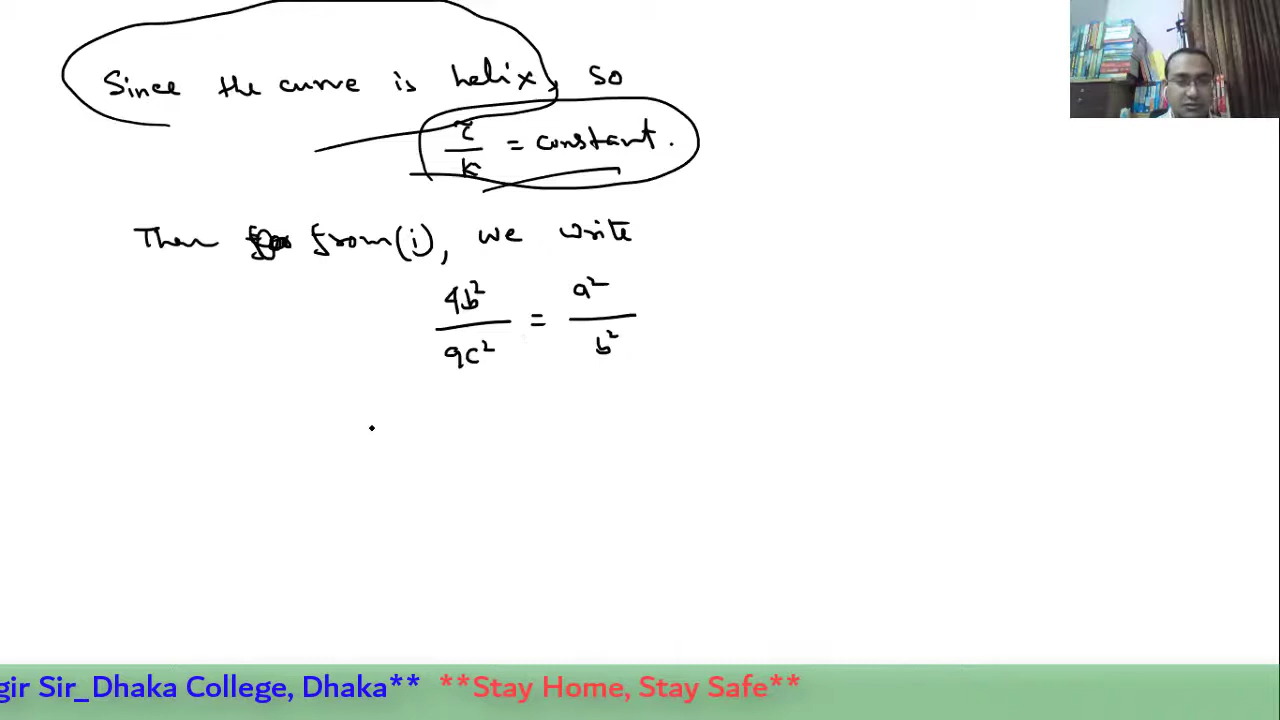 Since the curve is helix, so
τ/κ = constant.
Then from (i), we write
4b²/9c² = a²/b²
gir Sir_Dhaka College, Dhaka** **Stay Home, Stay Safe**